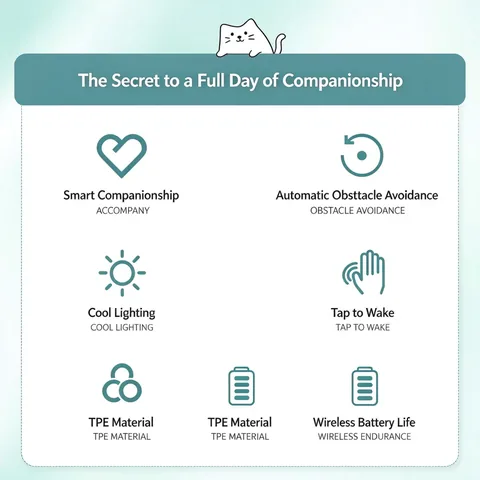 The Secret to a Full Day of Companionship
Smart Companionship
ACCOMPANY
Automatic Obsttacle Avoidance
OBSTACLE AVOIDANCE
Cool Lighting
COOL LIGHTING
Tap to Wake
TAP TO WAKE
TPE Material
TPE MATERIAL
TPE Material
TPE MATERIAL
Wireless Battery Life
WIRELESS ENDURANCE